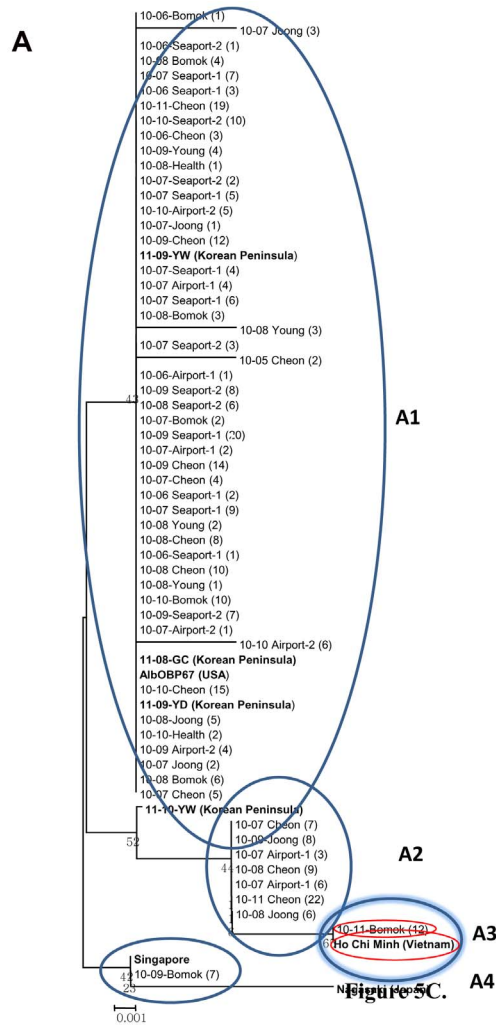 A
10-06-Bomok (1)
10-07 Joong (3)
10-06-Seaport-2 (1)
10-08 Bomok (4)
10-07 Seaport-1 (7)
10-06 Seaport-1 (3)
10-11-Cheon (19)
10-10-Seaport-2 (10)
10-06-Cheon (3)
10-09-Young (4)
10-08-Health (1)
10-07-Seaport-2 (2)
10-07 Seaport-1 (5)
10-10-Airport-2 (5)
10-07-Joong (1)
10-09-Cheon (12)
11-09-YW (Korean Peninsula)
10-07-Seaport-1 (4)
10-07 Airport-1 (4)
10-07 Seaport-1 (6)
10-08-Bomok (3)
10-08 Young (3)
10-07 Seaport-2 (3)
10-05 Cheon (2)
10-06-Airport-1 (1)
10-09 Seaport-2 (8)
43
10-08 Seaport-2 (6)
10-07-Bomok (2)
A1
10-09 Seaport-1 (20)
10-07-Airport-1 (2)
10-09 Cheon (14)
10-07-Cheon (4)
10-06 Seaport-1 (2)
10-07-Seaport-1 (9)
10-08 Young (2)
10-08-Cheon (8)
10-06-Seaport-1 (1)
10-08 Cheon (10)
10-08-Young (1)
10-10-Bomok (10)
10-09-Seaport-2 (7)
10-07-Airport-2 (1)
10-10 Airport-2 (6)
11-08-GC (Korean Peninsula)
AlbOBP67 (USA)
10-10-Cheon (15)
11-09-YD (Korean Peninsula)
10-08-Joong (5)
10-10-Health (2)
10-09 Airport-2 (4)
10-07 Joong (2)
10-08 Bomok (6)
10-07 Cheon (5)
11-10-YW (Korean Peninsula)
10-07 Cheon (7)
52
10-09-Joong (8)
10-07 Airport-1 (3)
A2
10-08 Cheon (9)
10-07 Airport-1 (6)
10-11 Cheon (22)
10-08 Joong (6)
10-11-Bomok (12)
A3
Ho Chi Minh (Vietnam)
Singapore
42
10-09-Bomok (7)
A4
23
Nagasaki (Japan)
Figure 5C.
0.001